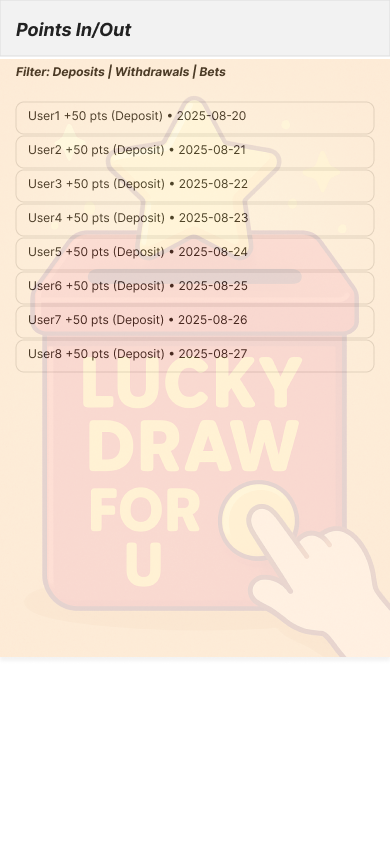 Points In/Out
Filter: Deposits | Withdrawals | Bets
User1 +50 pts (Deposit) • 2025-08-20
User2 +50 pts (Deposit) • 2025-08-21
User3 +50 pts (Deposit) • 2025-08-22
User4 +50 pts (Deposit) • 2025-08-23
User5 +50 pts (Deposit) • 2025-08-24
User6 +50 pts (Deposit) • 2025-08-25
User7 +50 pts (Deposit) • 2025-08-26
User8 +50 pts (Deposit) • 2025-08-27
LUCKY
DRAW
FOR
U